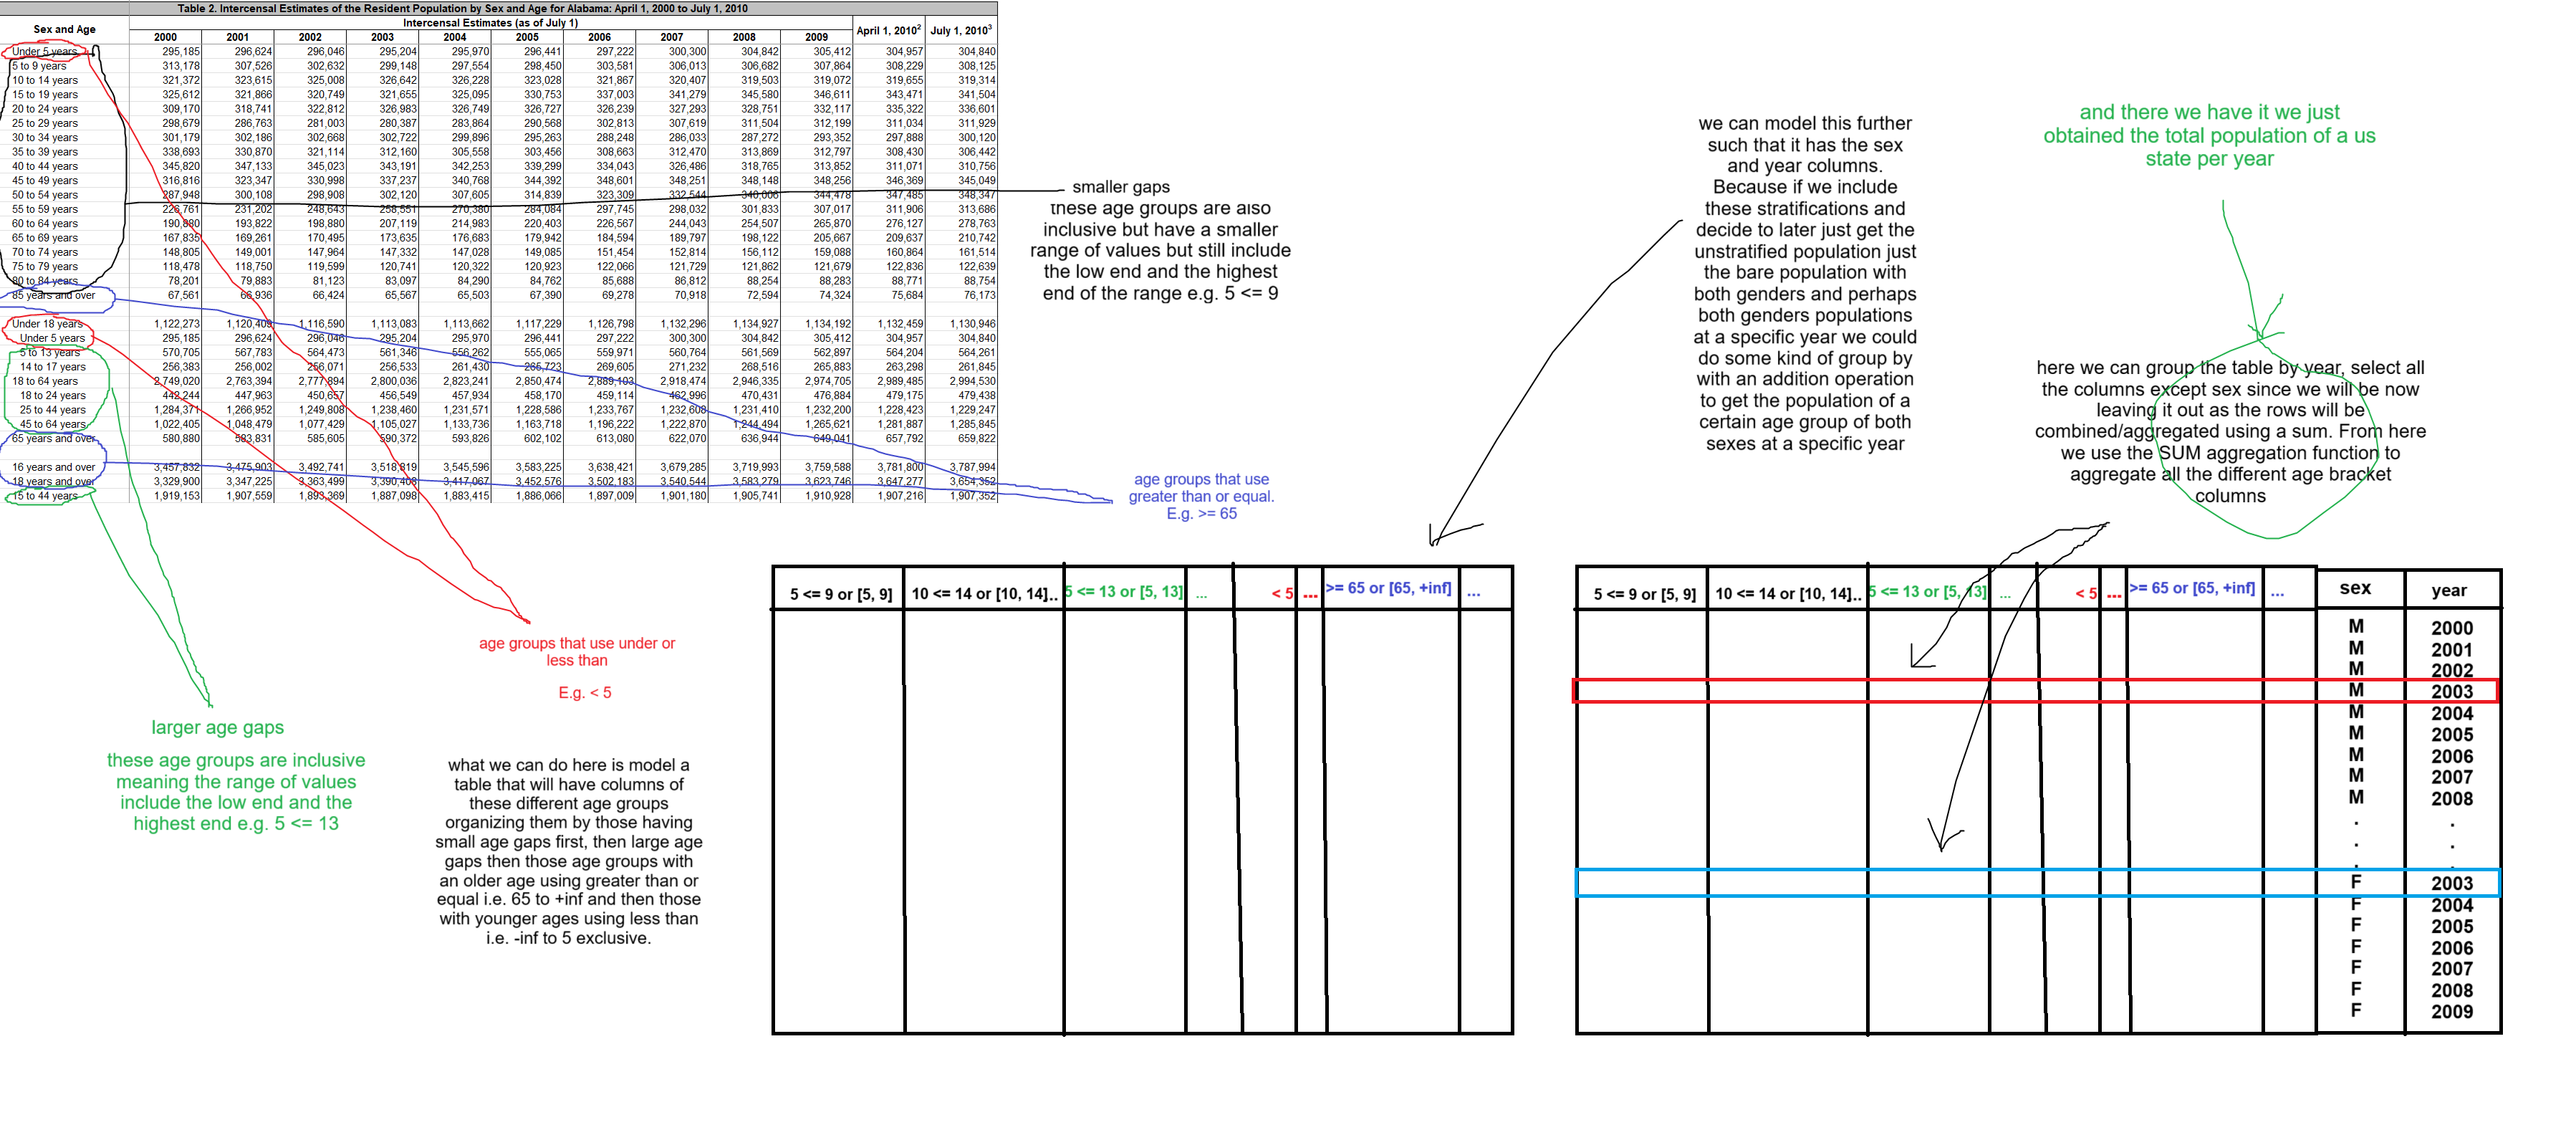 Table 2. Intercensal Estimates of the Resident Population by Sex and Age for Alabama: April 1, 2000 to July 1, 2010
Sex and Age
Intercensal Estimates (as of July 1)
April 1, 2010² July 1, 2010³
2000 2001 2002 2003 2004 2005 2006 2007 2008 2009
Under 5 years 295,185 296,624 296,046 295,204 295,970 296,441 297,222 300,300 304,842 305,412 304,957 304,840
5 to 9 years 313,178 307,526 302,632 299,148 297,554 298,450 303,581 306,013 306,682 307,864 308,229 308,125
10 to 14 years 321,372 323,615 325,008 326,642 326,228 323,028 321,867 320,407 319,503 319,072 319,655 319,314
15 to 19 years 325,612 321,866 320,749 321,655 325,095 330,753 337,003 341,279 345,580 346,611 343,471 341,504
20 to 24 years 309,170 318,741 322,812 326,983 326,749 326,727 326,239 327,293 328,751 332,117 335,322 336,601
25 to 29 years 298,679 286,763 281,003 280,387 283,864 290,568 302,813 307,619 311,504 312,199 311,034 311,929
30 to 34 years 301,179 302,186 302,668 302,722 299,896 295,263 288,248 286,033 287,272 293,352 297,888 300,120
35 to 39 years 338,693 330,870 321,114 312,160 305,558 303,456 308,663 312,470 313,869 312,797 308,430 306,442
40 to 44 years 345,820 347,133 345,023 343,191 342,253 339,299 334,043 326,486 318,765 313,852 311,071 310,756
45 to 49 years 316,816 323,347 330,998 337,237 340,768 344,392 348,601 348,251 348,148 348,256 346,369 345,049
50 to 54 years 287,948 300,108 298,908 302,120 307,605 314,839 323,309 332,544 340,006 344,478 347,485 348,347
55 to 59 years 226,761 231,202 248,643 258,551 270,380 284,084 297,745 298,032 301,833 307,017 311,906 313,686
60 to 64 years 190,880 193,822 198,880 207,119 214,983 220,403 226,567 244,043 254,507 265,870 276,127 278,763
65 to 69 years 167,835 169,261 170,495 173,635 176,683 179,942 184,594 189,797 198,122 205,667 209,637 210,742
70 to 74 years 148,805 149,001 147,964 147,332 147,028 149,085 151,454 152,814 156,112 159,088 160,864 161,514
75 to 79 years 118,478 118,750 119,599 120,741 120,322 120,923 122,066 121,729 121,862 121,679 122,836 122,639
80 to 84 years 78,201 79,883 81,123 83,097 84,290 84,762 85,688 86,812 88,254 88,283 88,771 88,754
85 years and over 67,561 66,936 66,424 65,567 65,503 67,390 69,278 70,918 72,594 74,324 75,684 76,173
Under 18 years 1,122,273 1,120,409 1,116,590 1,113,083 1,113,662 1,117,229 1,126,798 1,132,296 1,134,927 1,134,192 1,132,459 1,130,946
Under 5 years 295,185 296,624 296,046 295,204 295,970 296,441 297,222 300,300 304,842 305,412 304,957 304,840
5 to 13 years 570,705 567,783 564,473 561,346 556,262 555,065 559,971 560,764 561,569 562,897 564,204 564,261
14 to 17 years 256,383 256,002 256,071 256,533 261,430 265,723 269,605 271,232 268,516 265,883 263,298 261,845
18 to 64 years 2,749,020 2,763,394 2,777,894 2,800,036 2,823,241 2,850,474 2,889,103 2,918,474 2,946,335 2,974,705 2,989,485 2,994,530
18 to 24 years 442,244 447,963 450,657 456,549 457,934 458,170 459,114 462,996 470,431 476,884 479,175 479,438
25 to 44 years 1,284,371 1,266,952 1,249,808 1,238,460 1,231,571 1,228,586 1,233,767 1,232,608 1,231,410 1,232,200 1,228,423 1,229,247
45 to 64 years 1,022,405 1,048,479 1,077,429 1,105,027 1,133,736 1,163,718 1,196,222 1,222,870 1,244,494 1,265,621 1,281,887 1,285,845
65 years and over 580,880 583,831 585,605 590,372 593,826 602,102 613,080 622,070 636,944 649,041 657,792 659,822
16 years and over 3,457,832 3,475,903 3,492,741 3,518,819 3,545,596 3,583,225 3,638,421 3,679,285 3,719,993 3,759,588 3,781,800 3,787,994
18 years and over 3,329,900 3,347,225 3,363,499 3,390,408 3,417,067 3,452,576 3,502,183 3,540,544 3,583,279 3,623,746 3,647,277 3,654,352
15 to 44 years 1,919,153 1,907,559 1,893,369 1,887,098 1,883,415 1,886,066 1,897,009 1,901,180 1,905,741 1,910,928 1,907,216 1,907,352
smaller gaps
these age groups are also
inclusive but have a smaller
range of values but still include
the low end and the highest
end of the range e.g. 5 <= 9
age groups that use
greater than or equal.
E.g. >= 65
age groups that use under or
less than
E.g. < 5
larger age gaps
these age groups are inclusive
meaning the range of values
include the low end and the
highest end e.g. 5 <= 13
what we can do here is model a
table that will have columns of
these different age groups
organizing them by those having
small age gaps first, then large age
gaps then those age groups with
an older age using greater than or
equal i.e. 65 to +inf and then those
with younger ages using less than
i.e. -inf to 5 exclusive.
5 <= 9 or [5, 9] 10 <= 14 or [10, 14].. 5 <= 13 or [5, 13] ... < 5 ... >= 65 or [65, +inf] ...
we can model this further
such that it has the sex
and year columns.
Because if we include
these stratifications and
decide to later just get the
unstratified population just
the bare population with
both genders and perhaps
both genders populations
at a specific year we could
do some kind of group by
with an addition operation
to get the population of a
certain age group of both
sexes at a specific year
and there we have it we just
obtained the total population of a us
state per year
here we can group the table by year, select all
the columns except sex since we will be now
leaving it out as the rows will be
combined/aggregated using a sum. From here
we use the SUM aggregation function to
aggregate all the different age bracket
columns
5 <= 9 or [5, 9] 10 <= 14 or [10, 14].. 5 <= 13 or [5, 13] ... < 5 ... >= 65 or [65, +inf] ... sex year
M 2000
M 2001
M 2002
M 2003
M 2004
M 2005
M 2006
M 2007
M 2008
. .
. .
. .
F 2003
F 2004
F 2005
F 2006
F 2007
F 2008
F 2009